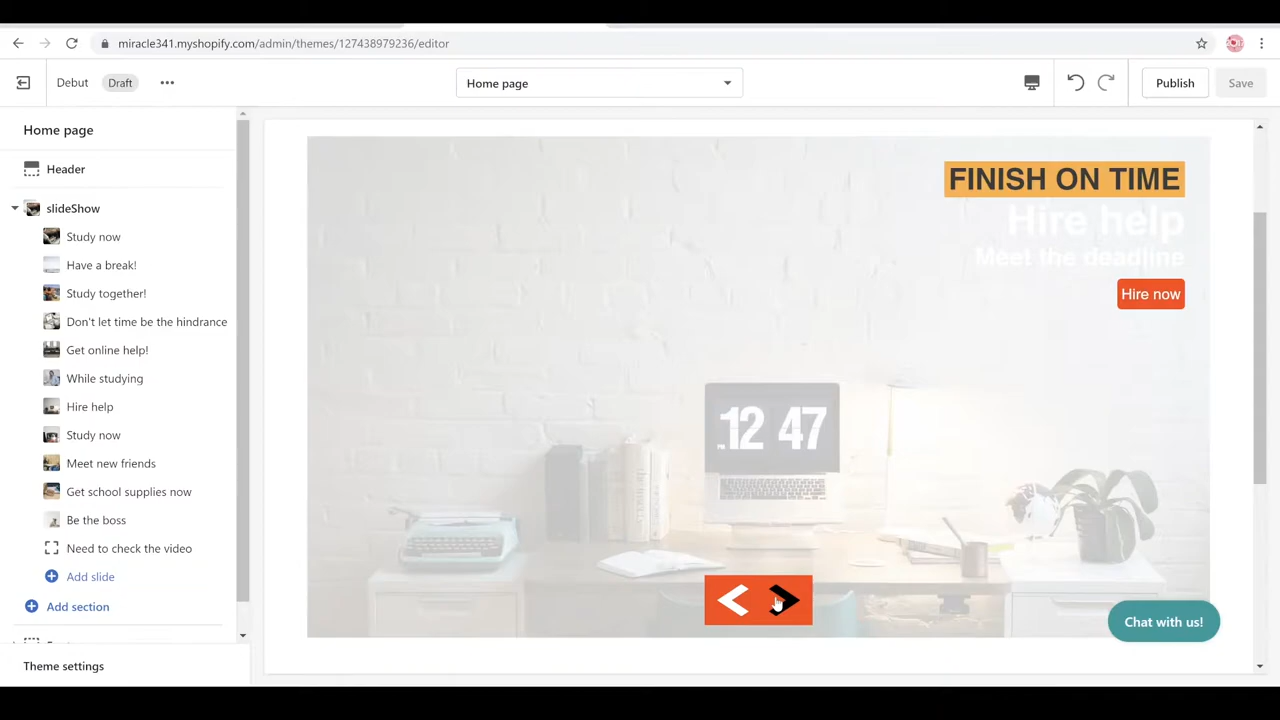 miracle341.myshopify.com/admin/themes/127438979236/editor
Debut
Draft
Home page
Publish
Save
Home page
Header
slideShow
Study now
Have a break!
Study together!
Don't let time be the hindrance
Get online help!
While studying
Hire help
Study now
Meet new friends
Get school supplies now
Be the boss
Need to check the video
Add slide
Add section
Theme settings
FINISH ON TIME
Hire help
Meet the deadline
Hire now
PM 12 47
Chat with us!